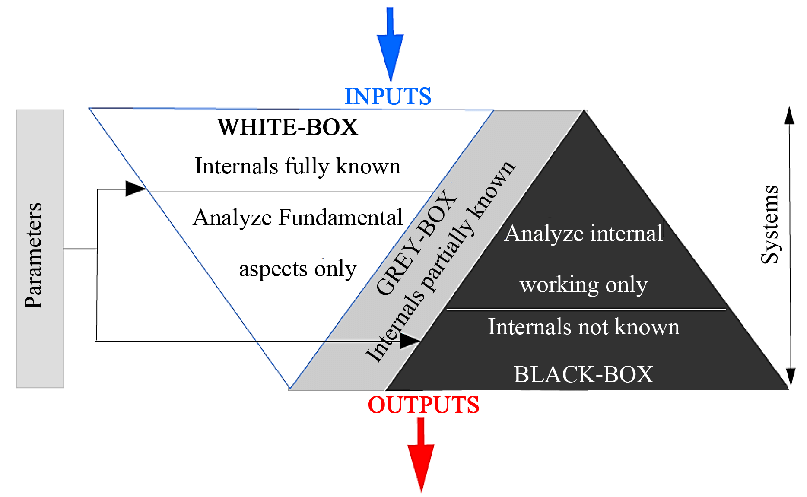 INPUTS
WHITE-BOX
Internals fully known
Analyze Fundamental
aspects only
Parameters
GREY-BOX
Internals partially known
Analyze internal
working only
Internals not known
BLACK-BOX
Systems
OUTPUTS